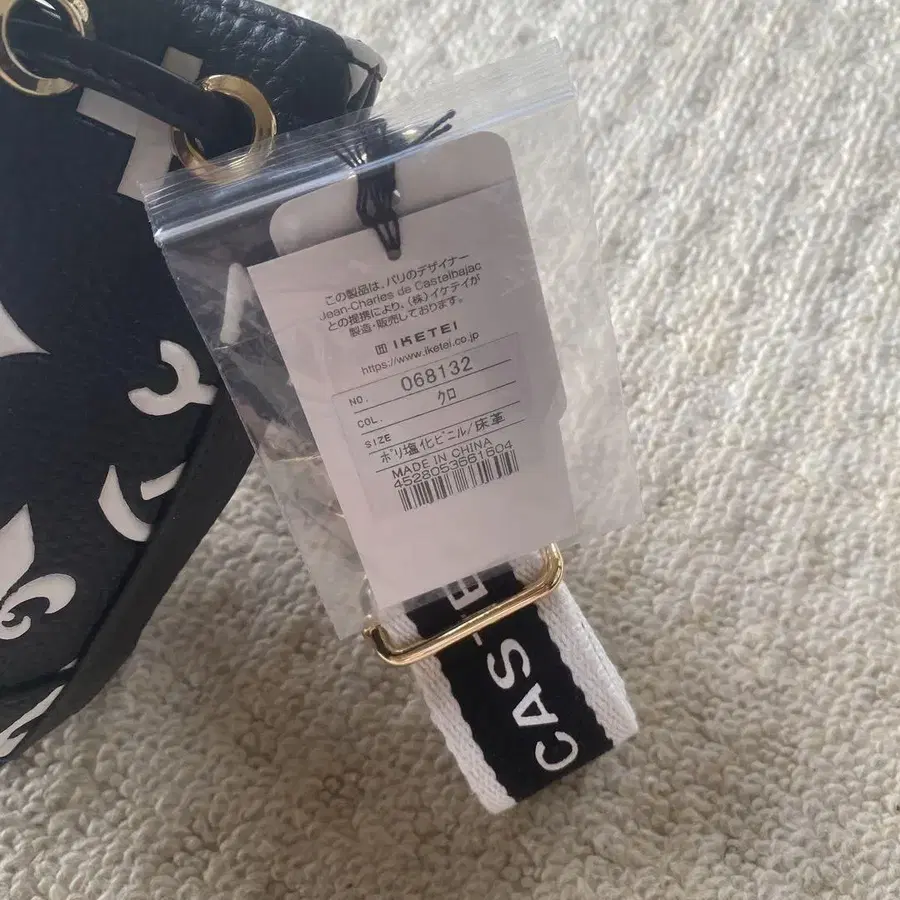 この製品は、パリのデザイナー
Jean-Charles de Castelbajac
との提携により、(株)イケテイが
製造・販売しております。
IKETEI
https://www.iketei.co.jp
NO. 068132
COL. クロ
SIZE
ポリ塩化ビニル/床革
MADE IN CHINA
4528053561604
CAS